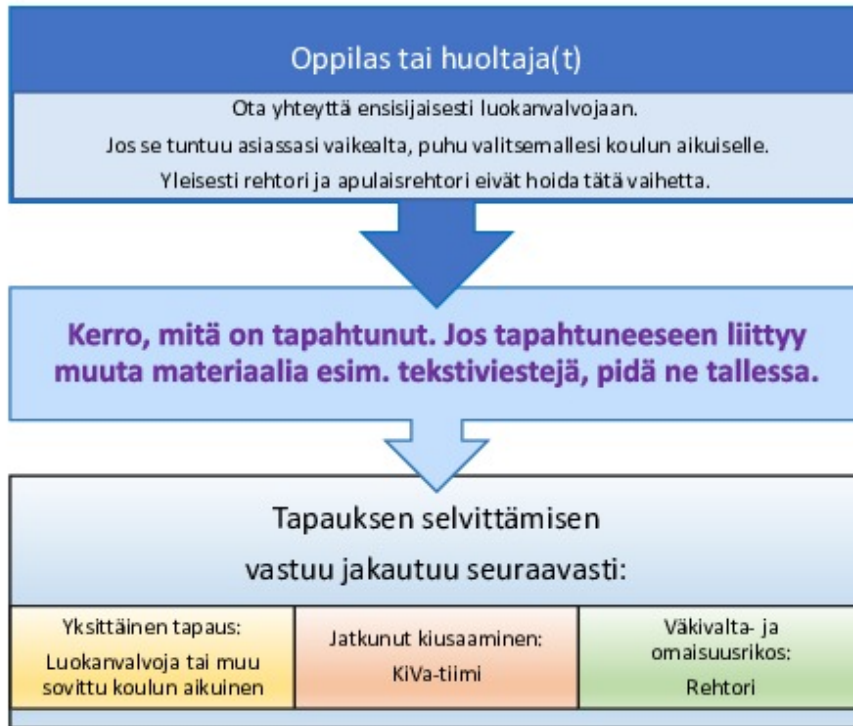 Oppilas tai huoltaja(t)
Ota yhteyttä ensisijaisesti luokanvalvojaan.
Jos se tuntuu asiassasi vaikealta, puhu valitsemallesi koulun aikuiselle.
Yleisesti rehtori ja apulaisrehtori eivät hoida tätä vaihetta.
Kerro, mitä on tapahtunut. Jos tapahtuneeseen liittyy
muuta materiaalia esim. tekstiviestejä, pidä ne tallessa.
Tapauksen selvittämisen
vastuu jakautuu seuraavasti:
Yksittäinen tapaus:
Luokanvalvoja tai muu
sovittu koulun aikuinen
Jatkunut kiusaaminen:
KiVa-tiimi
Väkivalta- ja
omaisuusrikos:
Rehtori